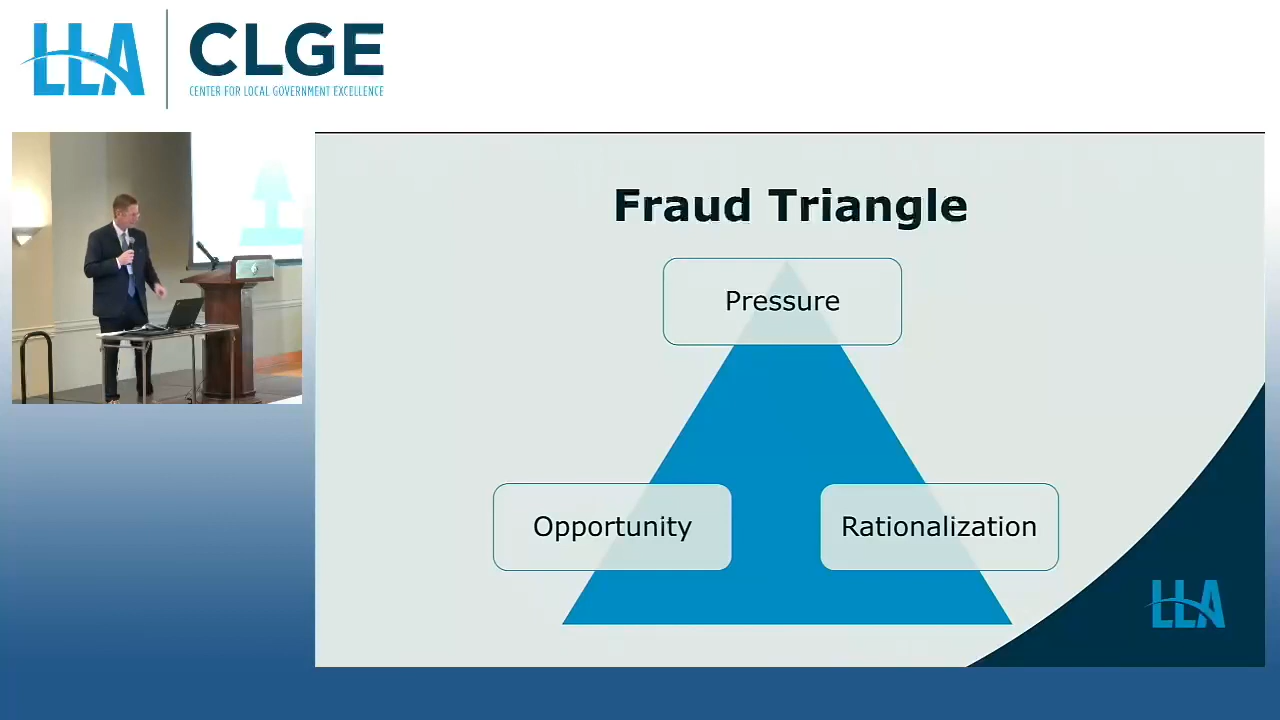 LLA
CLGE
CENTER FOR LOCAL GOVERNMENT EXCELLENCE
Fraud Triangle
Pressure
Opportunity
Rationalization
LLA